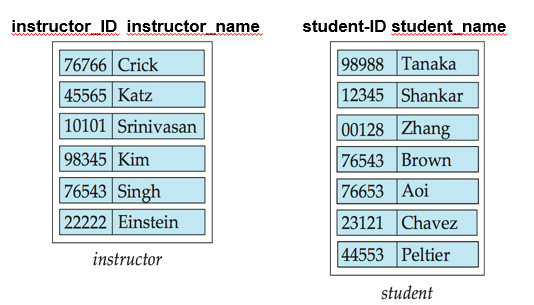 instructor_ID instructor_name
76766 Crick
45565 Katz
10101 Srinivasan
98345 Kim
76543 Singh
22222 Einstein
instructor
student-ID student_name
98988 Tanaka
12345 Shankar
00128 Zhang
76543 Brown
76653 Aoi
23121 Chavez
44553 Peltier
student